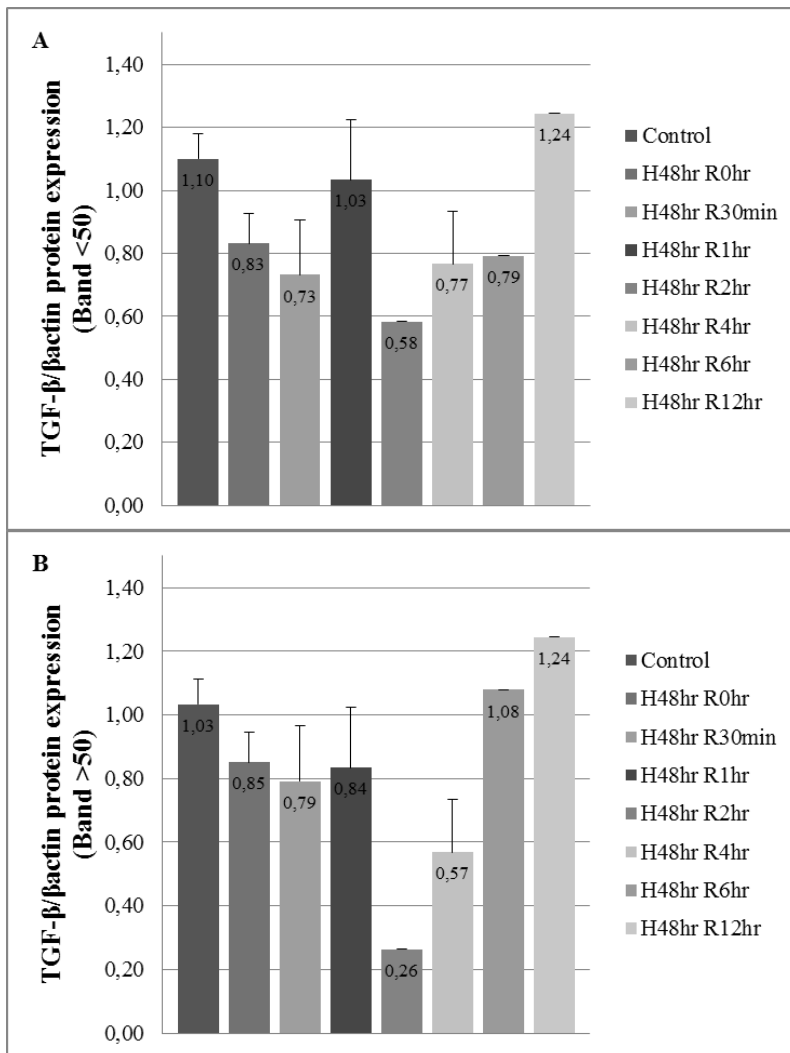 A
TGF-β/βactin protein expression
(Band <50)
1,40
1,20
1,00
0,80
0,60
0,40
0,20
0,00
1,10
0,83
0,73
1,03
0,58
0,77
0,79
1,24
Control
H48hr R0hr
H48hr R30min
H48hr R1hr
H48hr R2hr
H48hr R4hr
H48hr R6hr
H48hr R12hr
B
TGF-β/βactin protein expression
(Band >50)
1,40
1,20
1,00
0,80
0,60
0,40
0,20
0,00
1,03
0,85
0,79
0,84
0,26
0,57
1,08
1,24
Control
H48hr R0hr
H48hr R30min
H48hr R1hr
H48hr R2hr
H48hr R4hr
H48hr R6hr
H48hr R12hr